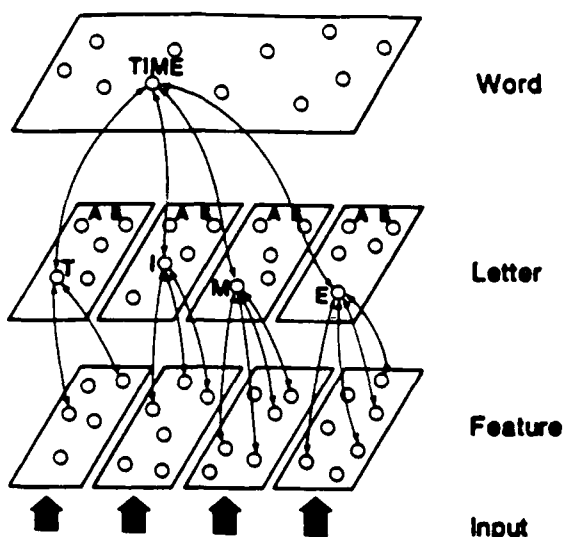 TIME
Word
A B A B A B A B
T I M E
Letter
Feature
Input